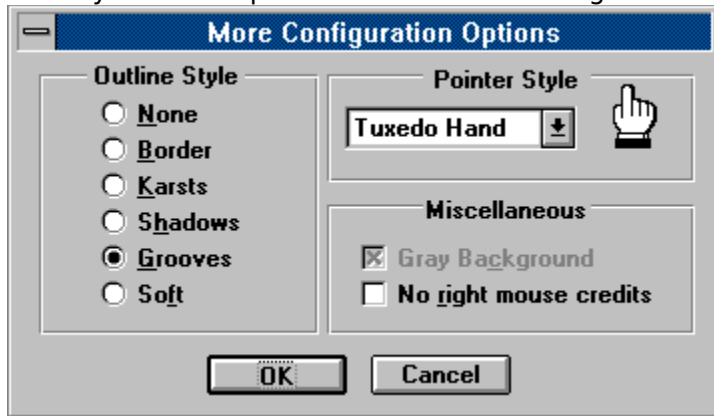 More Configuration Options
Outline Style
None
Border
Karsts
Shadows
Grooves
Soft
Pointer Style
Tuxedo Hand
Miscellaneous
Gray Background
No right mouse credits
OK
Cancel